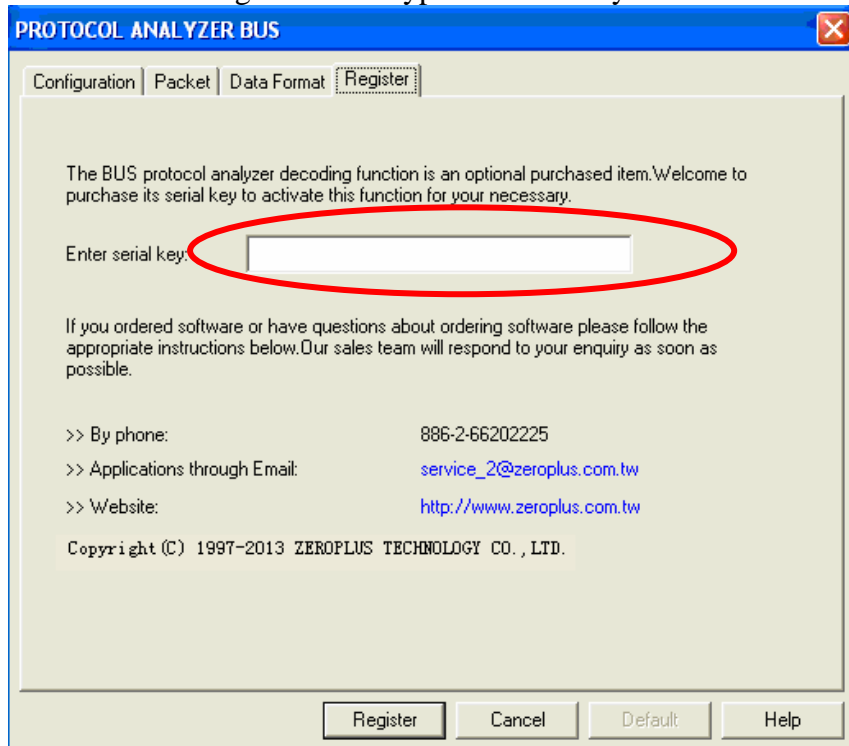 PROTOCOL ANALYZER BUS
Configuration Packet Data Format Register
The BUS protocol analyzer decoding function is an optional purchased item.Welcome to
purchase its serial key to activate this function for your necessary.
Enter serial key:
If you ordered software or have questions about ordering software please follow the
appropriate instructions below.Our sales team will respond to your enquiry as soon as
possible.
>> By phone: 886-2-66202225
>> Applications through Email: service_2@zeroplus.com.tw
>> Website: http://www.zeroplus.com.tw
Copyright(C) 1997-2013 ZEROPLUS TECHNOLOGY CO.,LTD.
Register Cancel Default Help